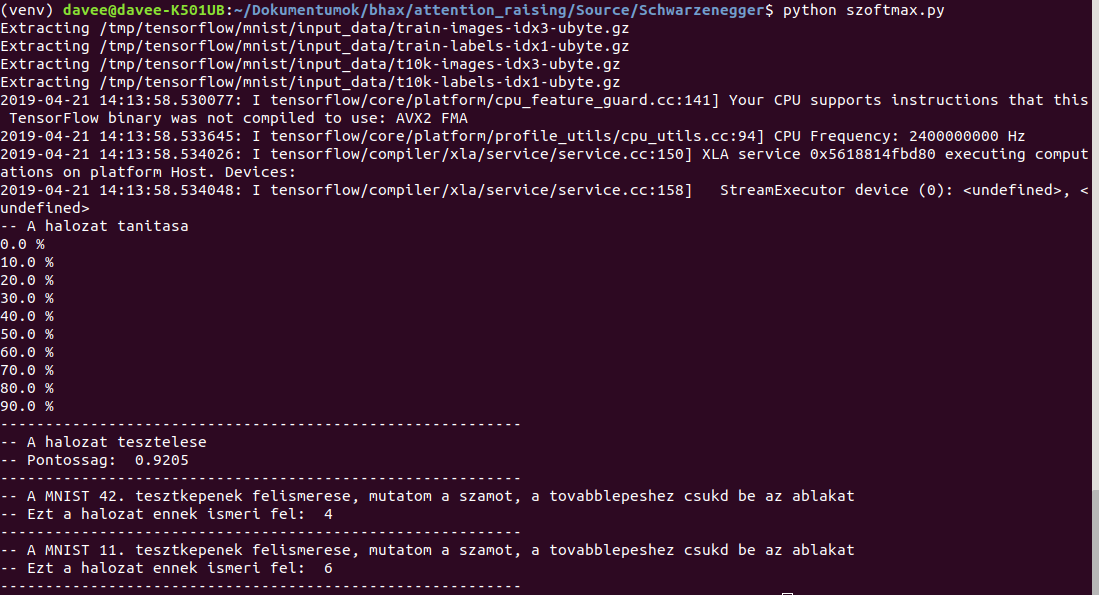 (venv) davee@davee-K501UB:~/Dokumentumok/bhax/attention_raising/Source/Schwarzenegger$ python szoftmax.py
Extracting /tmp/tensorflow/mnist/input_data/train-images-idx3-ubyte.gz
Extracting /tmp/tensorflow/mnist/input_data/train-labels-idx1-ubyte.gz
Extracting /tmp/tensorflow/mnist/input_data/t10k-images-idx3-ubyte.gz
Extracting /tmp/tensorflow/mnist/input_data/t10k-labels-idx1-ubyte.gz
2019-04-21 14:13:58.530077: I tensorflow/core/platform/cpu_feature_guard.cc:141] Your CPU supports instructions that this
 TensorFlow binary was not compiled to use: AVX2 FMA
2019-04-21 14:13:58.533645: I tensorflow/core/platform/profile_utils/cpu_utils.cc:94] CPU Frequency: 2400000000 Hz
2019-04-21 14:13:58.534026: I tensorflow/compiler/xla/service/service.cc:150] XLA service 0x5618814fbd80 executing comput
ations on platform Host. Devices:
2019-04-21 14:13:58.534048: I tensorflow/compiler/xla/service/service.cc:158]   StreamExecutor device (0): <undefined>, <
undefined>
-- A halozat tanitasa
0.0 %
10.0 %
20.0 %
30.0 %
40.0 %
50.0 %
60.0 %
70.0 %
80.0 %
90.0 %
----------------------------------------------------------
-- A halozat tesztelese
-- Pontossag:  0.9205
----------------------------------------------------------
-- A MNIST 42. tesztkepenek felismerese, mutatom a szamot, a tovabblepeshez csukd be az ablakat
-- Ezt a halozat ennek ismeri fel:  4
----------------------------------------------------------
-- A MNIST 11. tesztkepenek felismerese, mutatom a szamot, a tovabblepeshez csukd be az ablakat
-- Ezt a halozat ennek ismeri fel:  6
----------------------------------------------------------